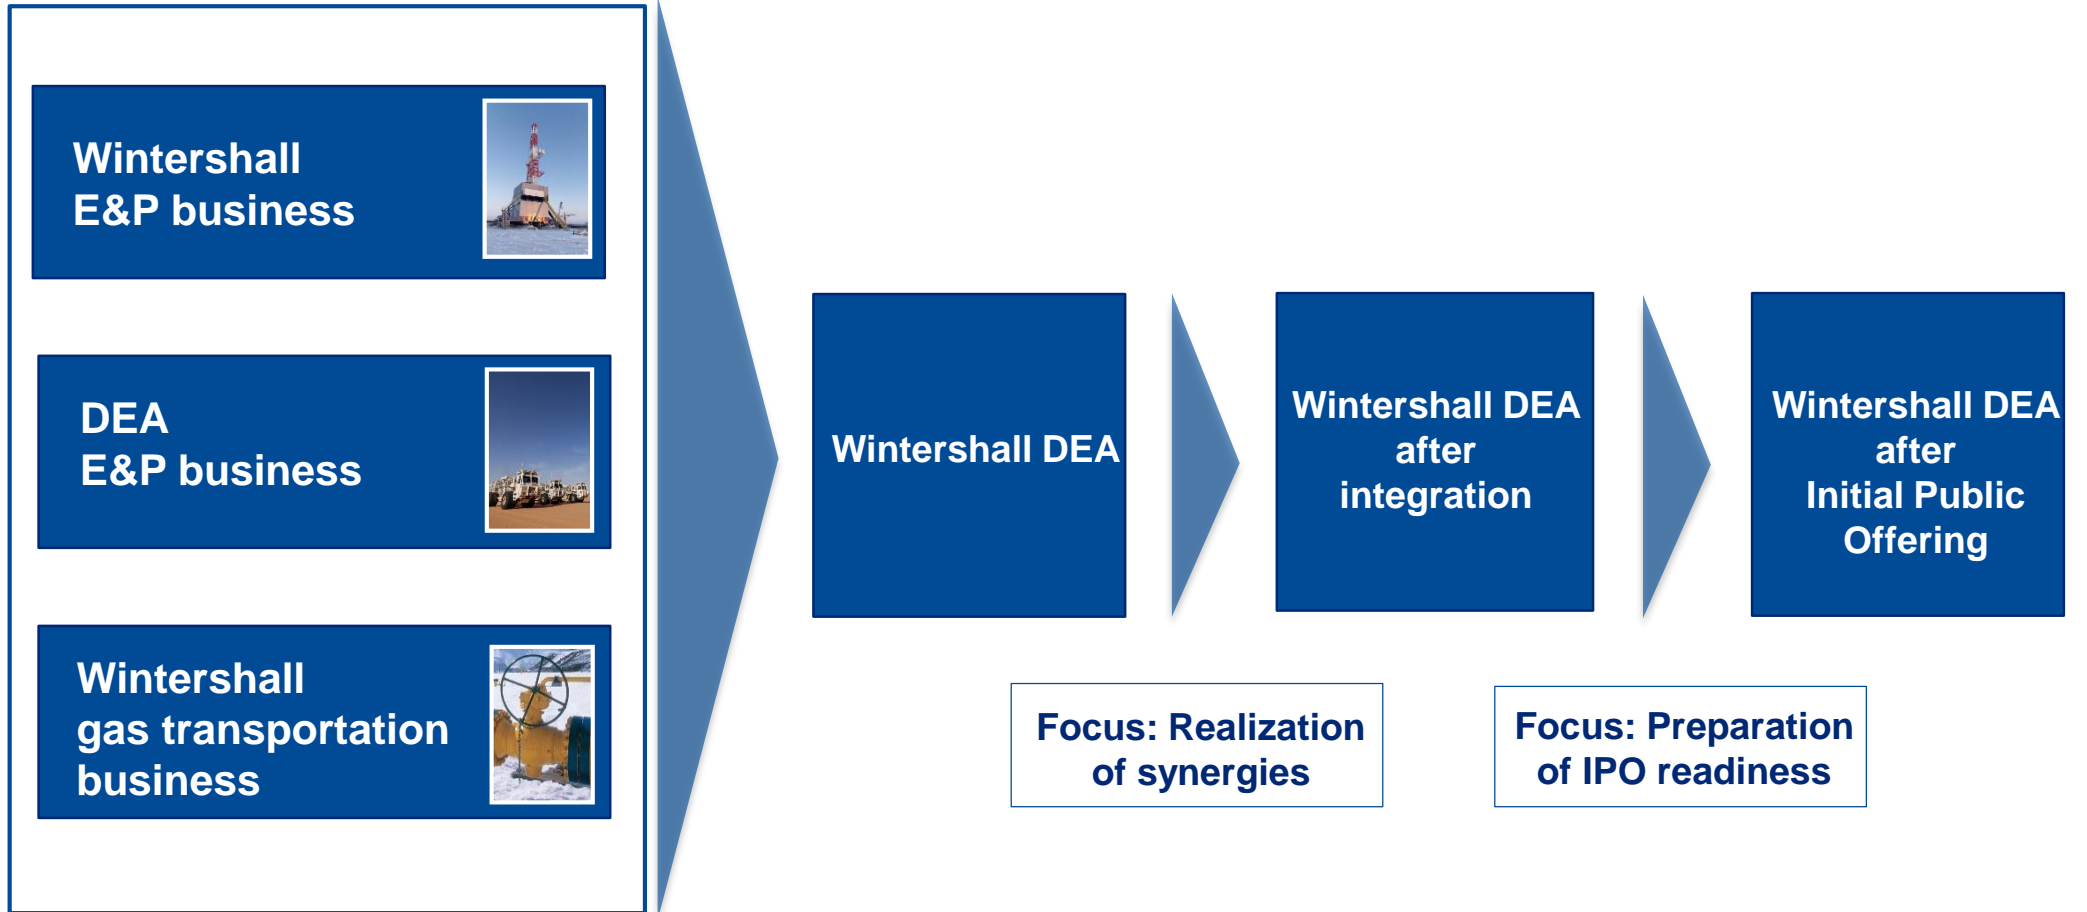 Wintershall
E&P business
DEA
E&P business
Wintershall
gas transportation
business
Wintershall DEA
Wintershall DEA
after
integration
Wintershall DEA
after
Initial Public
Offering
Focus: Realization
of synergies
Focus: Preparation
of IPO readiness